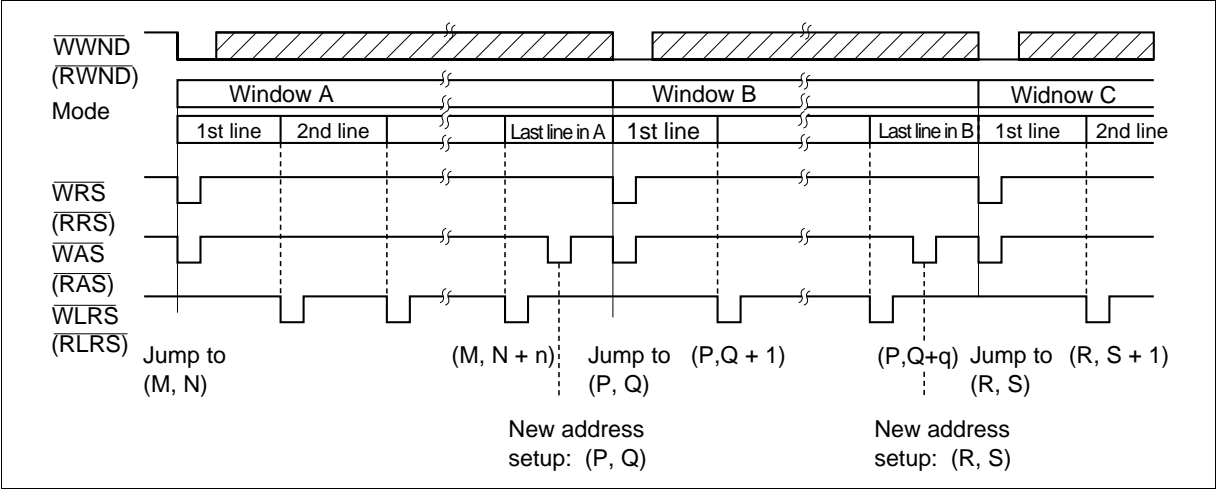 WWND
(RWND)
Mode
Window A
Window B
Widnow C
1st line
2nd line
Last line in A
1st line
Last line in B
1st line
2nd line
WRS
(RRS)
WAS
(RAS)
WLRS
(RLRS)
Jump to
(M, N)
(M, N + n)
Jump to
(P, Q)
(P,Q + 1)
(P,Q+q)
Jump to
(R, S)
(R, S + 1)
New address
setup: (P, Q)
New address
setup: (R, S)